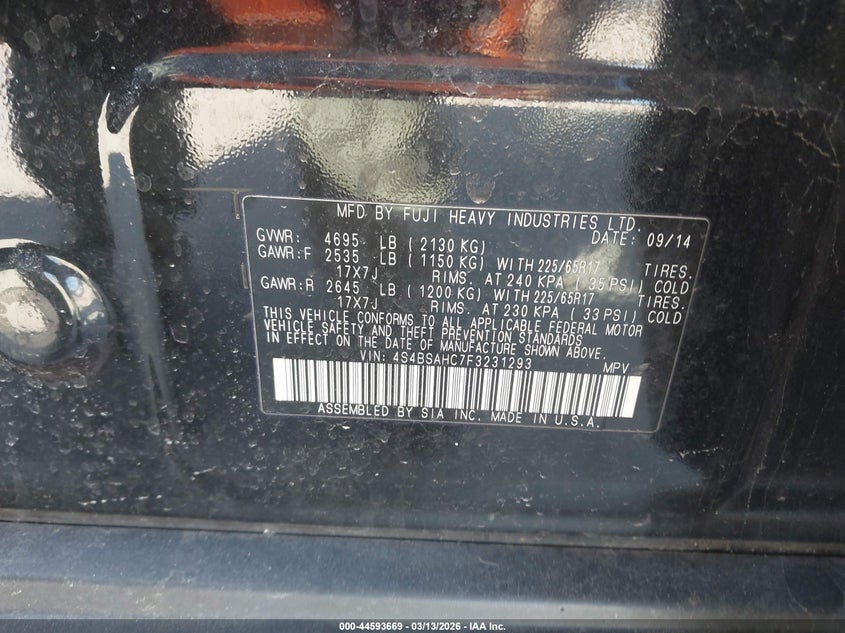 MFD BY FUJI HEAVY INDUSTRIES LTD.
GVWR: 4695 LB ( 2130 KG) DATE: 09/14
GAWR:F 2535 LB ( 1150 KG) WITH 225/65R17 TIRES.
17X7J RIMS. AT 240 KPA ( 35 PSI) COLD
GAWR:R 2645 LB ( 1200 KG) WITH 225/65R17 TIRES.
17X7J RIMS. AT 230 KPA ( 33 PSI) COLD
THIS VEHICLE CONFORMS TO ALL APPLICABLE FEDERAL MOTOR
VEHICLE SAFETY AND THEFT PREVENTION STANDARDS
IN EFFECT ON THE DATE OF MANUFACTURE SHOWN ABOVE.
VIN: 4S4BSAHC7F3231293 MPV
ASSEMBLED BY SIA INC. MADE IN U.S.A.
000-44593669 | 03/13/2026 - IAA Inc.